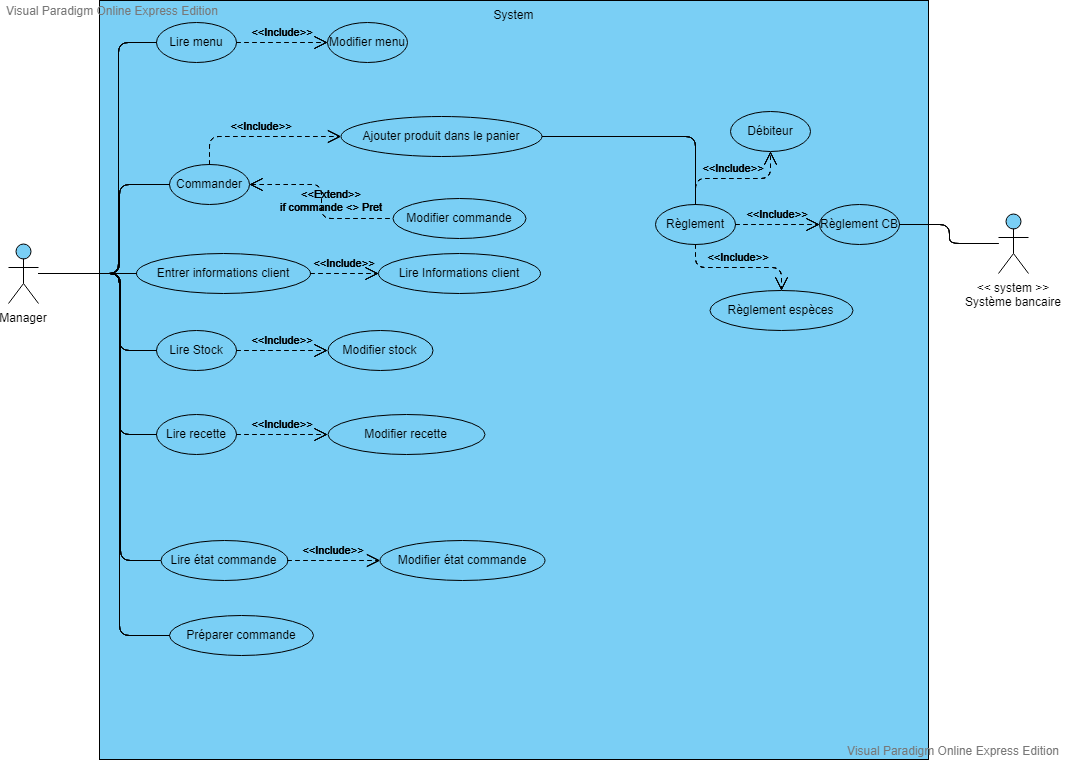 Visual Paradigm Online Express Edition
System
Lire menu
<<Include>>
Modifier menu
<<Include>>
Ajouter produit dans le panier
Débiteur
<<Include>>
Commander
<<Extend>>
if commande <> Pret
Modifier commande
Règlement
<<Include>>
Règlement CB
<<Include>>
Entrer informations client
<<Include>>
Lire Informations client
<< system >>
Système bancaire
Manager
Règlement espèces
Lire Stock
<<Include>>
Modifier stock
Lire recette
<<Include>>
Modifier recette
Lire état commande
<<Include>>
Modifier état commande
Préparer commande
Visual Paradigm Online Express Edition